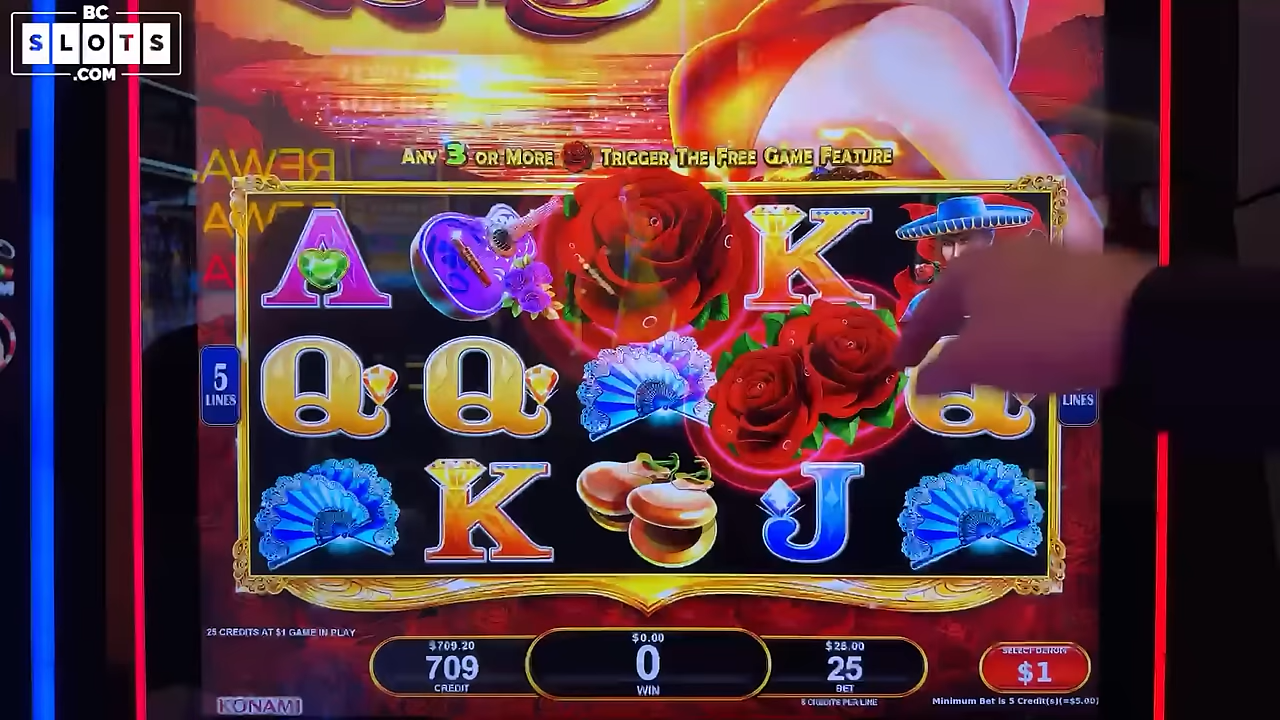 BC
SLOTS
.COM
REWA
ANY 3 OR MORE TRIGGER THE FREE GAME FEATURE
A K
5
LINES
Q Q Q
LINES
K J
25 CREDITS AT $1 GAME IN PLAY
$709.20
709
CREDIT
$0.00
0
WIN
25
BET
5 CREDITS PER LINE
SELECT DENOM
$1
Minimum Bet is 5 Credit(s)(=$5.00)
KONAMI